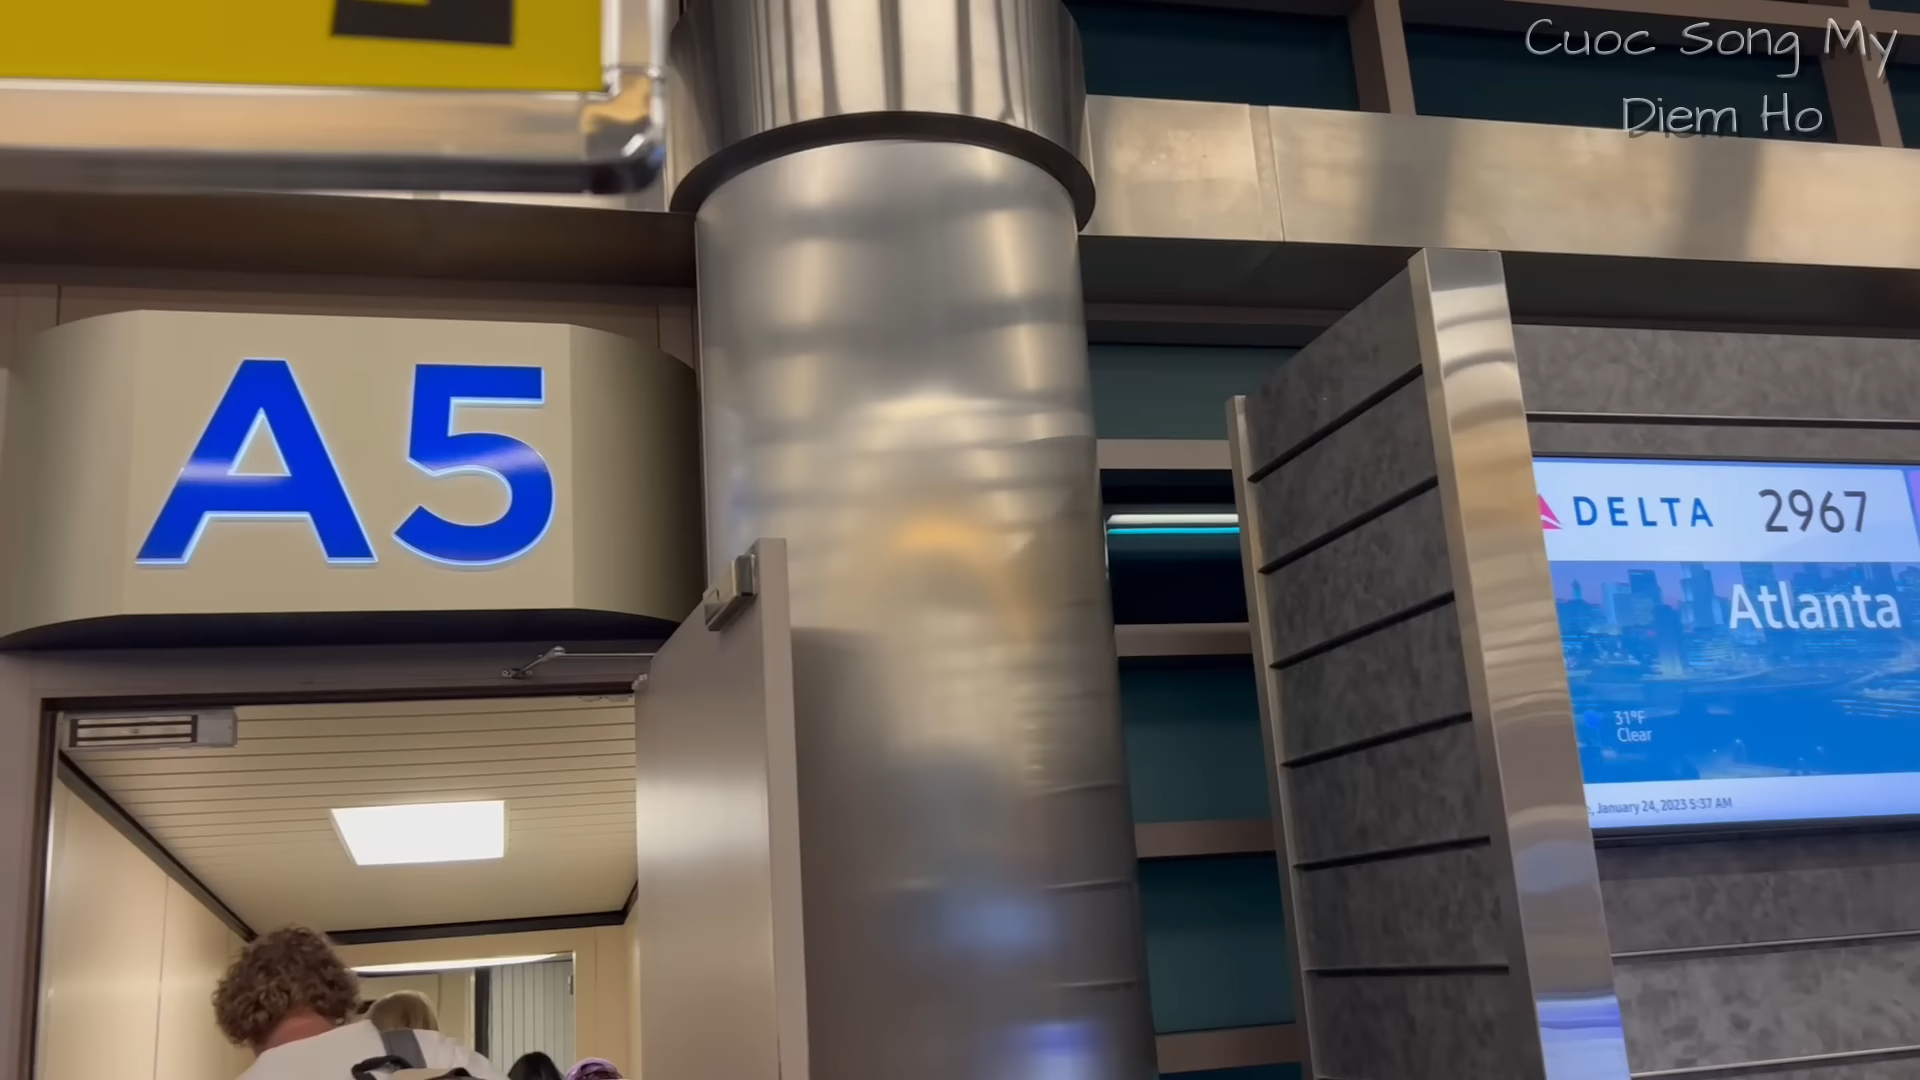 Cuoc Song My
Diem Ho
A5
DELTA 2967
Atlanta
31°F
Clear
January 24, 2023 5:37 AM